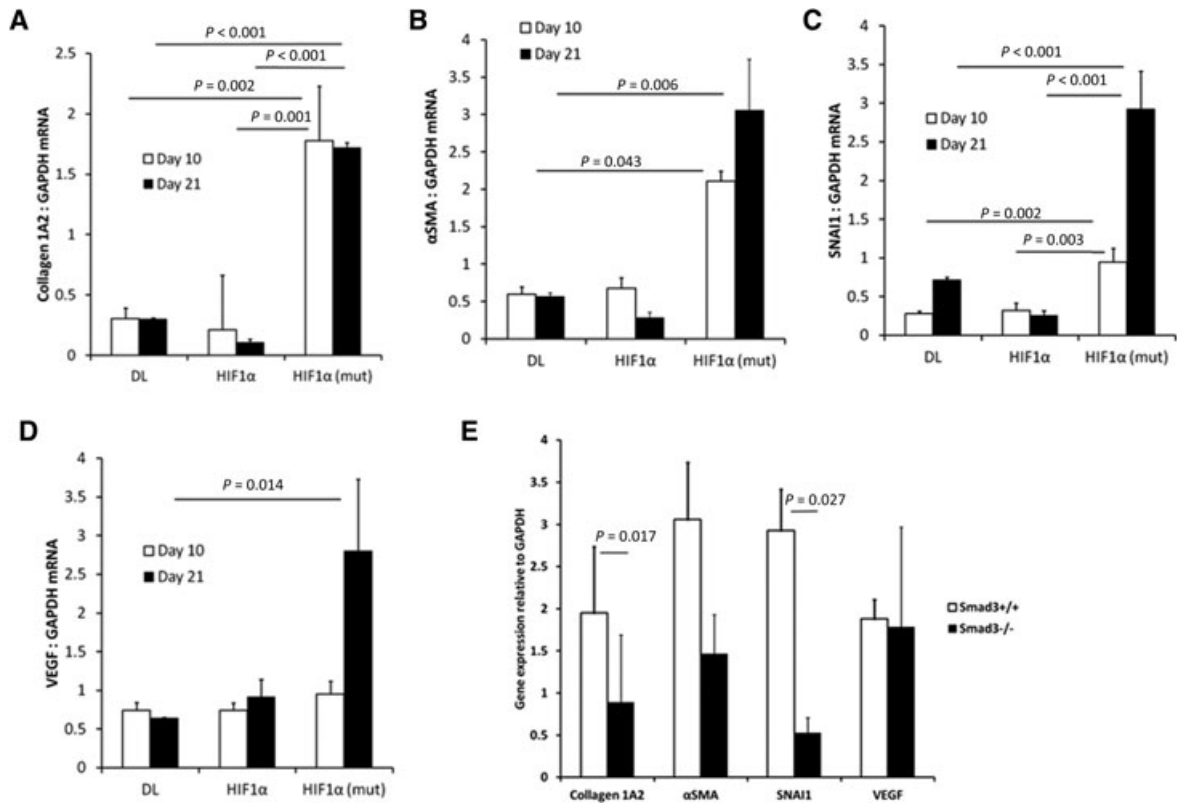 A
P < 0.001
P < 0.001
P = 0.002
P = 0.001
Day 10
Day 21
Collagen 1A2 : GAPDH mRNA
2.5
2
1.5
1
0.5
0
DL
HIF1α
HIF1α (mut)
B
Day 10
Day 21
P = 0.006
P = 0.043
αSMA : GAPDH mRNA
4
3.5
3
2.5
2
1.5
1
0.5
0
DL
HIF1α
HIF1α (mut)
C
P < 0.001
P < 0.001
Day 10
Day 21
P = 0.002
P = 0.003
SNAI1 : GAPDH mRNA
4
3.5
3
2.5
2
1.5
1
0.5
0
DL
HIF1α
HIF1α (mut)
D
P = 0.014
Day 10
Day 21
VEGF : GAPDH mRNA
4
3.5
3
2.5
2
1.5
1
0.5
0
DL
HIF1α
HIF1α (mut)
E
P = 0.017
P = 0.027
Gene expression relative to GAPDH
4
3.5
3
2.5
2
1.5
1
0.5
0
Collagen 1A2
αSMA
SNAI1
VEGF
Smad3+/+
Smad3-/-